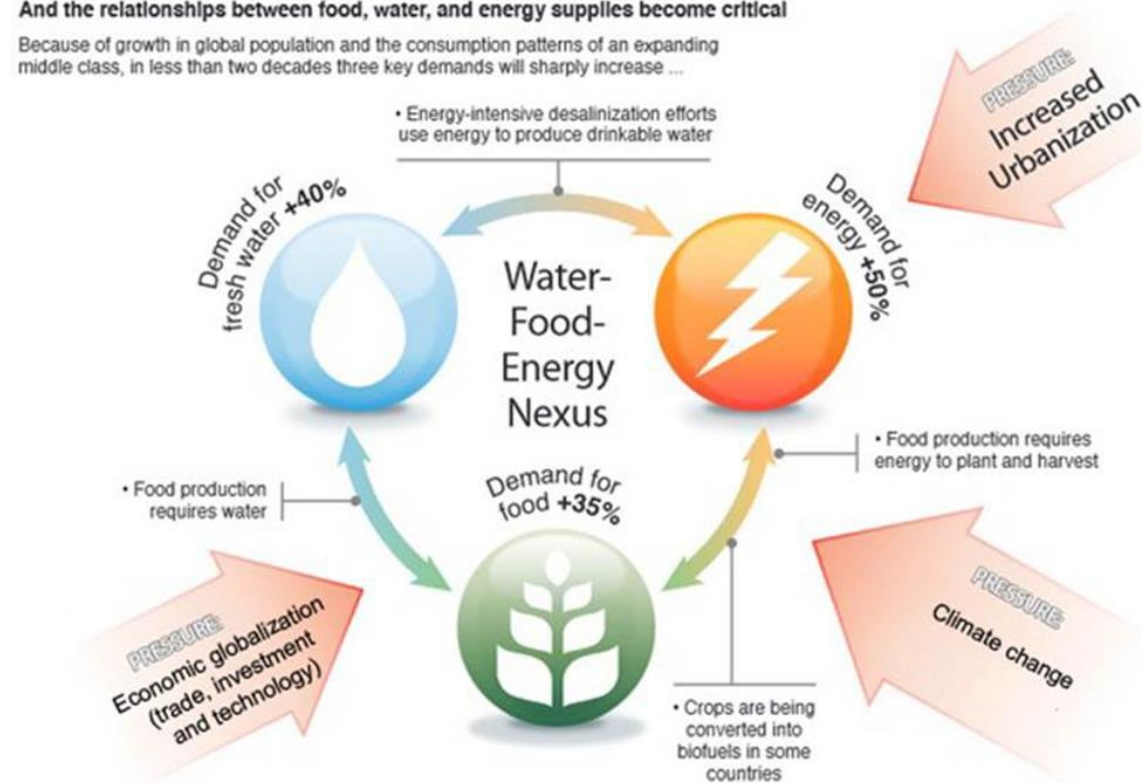 And the relationships between food, water, and energy supplies become critical
Because of growth in global population and the consumption patterns of an expanding
middle class, in less than two decades three key demands will sharply increase ...
• Energy-intensive desalinization efforts
use energy to produce drinkable water
PRESSURE:
Increased
Urbanization
Demand for
fresh water +40%
Demand for
energy +50%
Water-
Food-
Energy
Nexus
• Food production requires
energy to plant and harvest
• Food production
requires water
Demand for
food +35%
PRESSURE:
Economic globalization
(trade, investment
and technology)
PRESSURE:
Climate change
• Crops are being
converted into
biofuels in some
countries